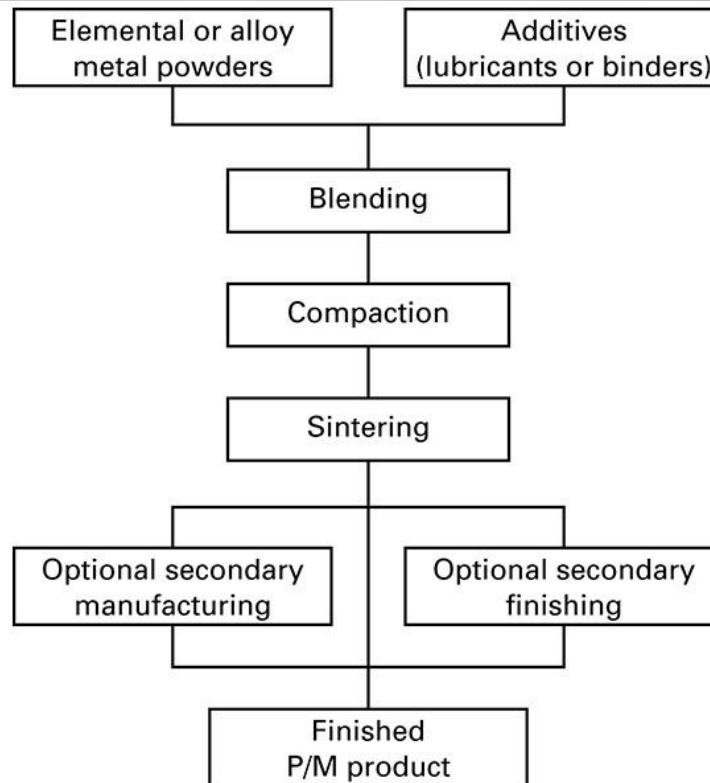 Elemental or alloy
metal powders
Additives
(lubricants or binders)
Blending
Compaction
Sintering
Optional secondary
manufacturing
Optional secondary
finishing
Finished
P/M product